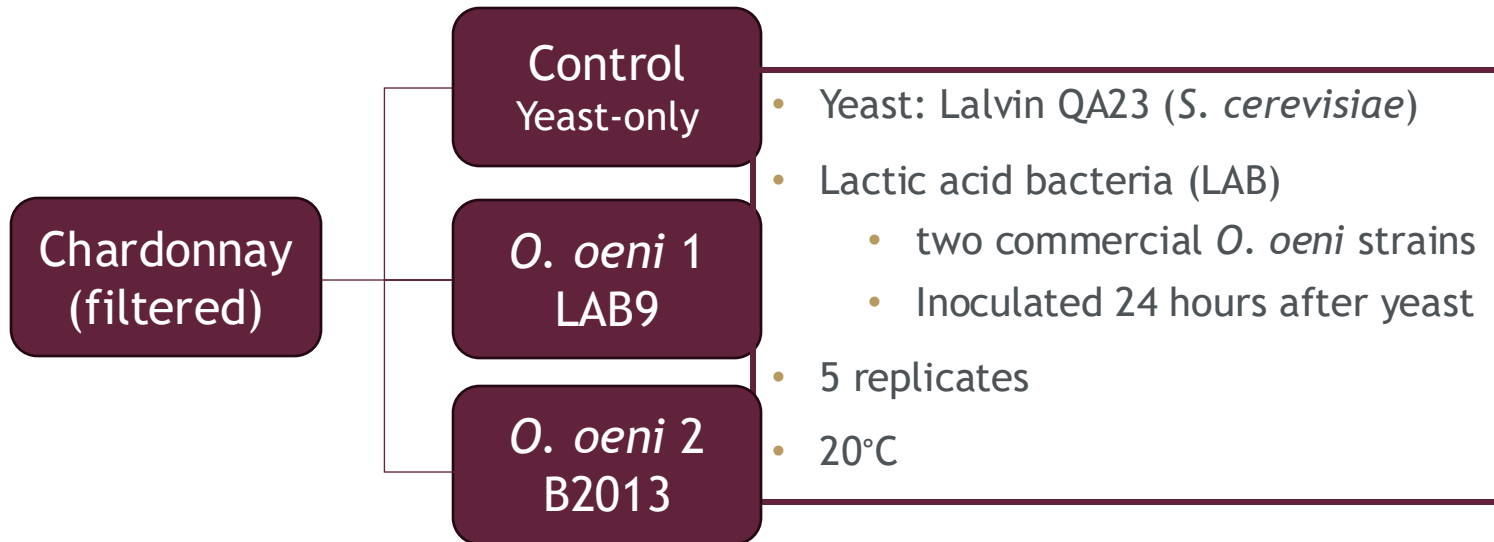 Chardonnay
(filtered)
Control
Yeast-only
O. oeni 1
LAB9
O. oeni 2
B2013
• Yeast: Lalvin QA23 (S. cerevisiae)
• Lactic acid bacteria (LAB)
• two commercial O. oeni strains
• Inoculated 24 hours after yeast
• 5 replicates
• 20°C